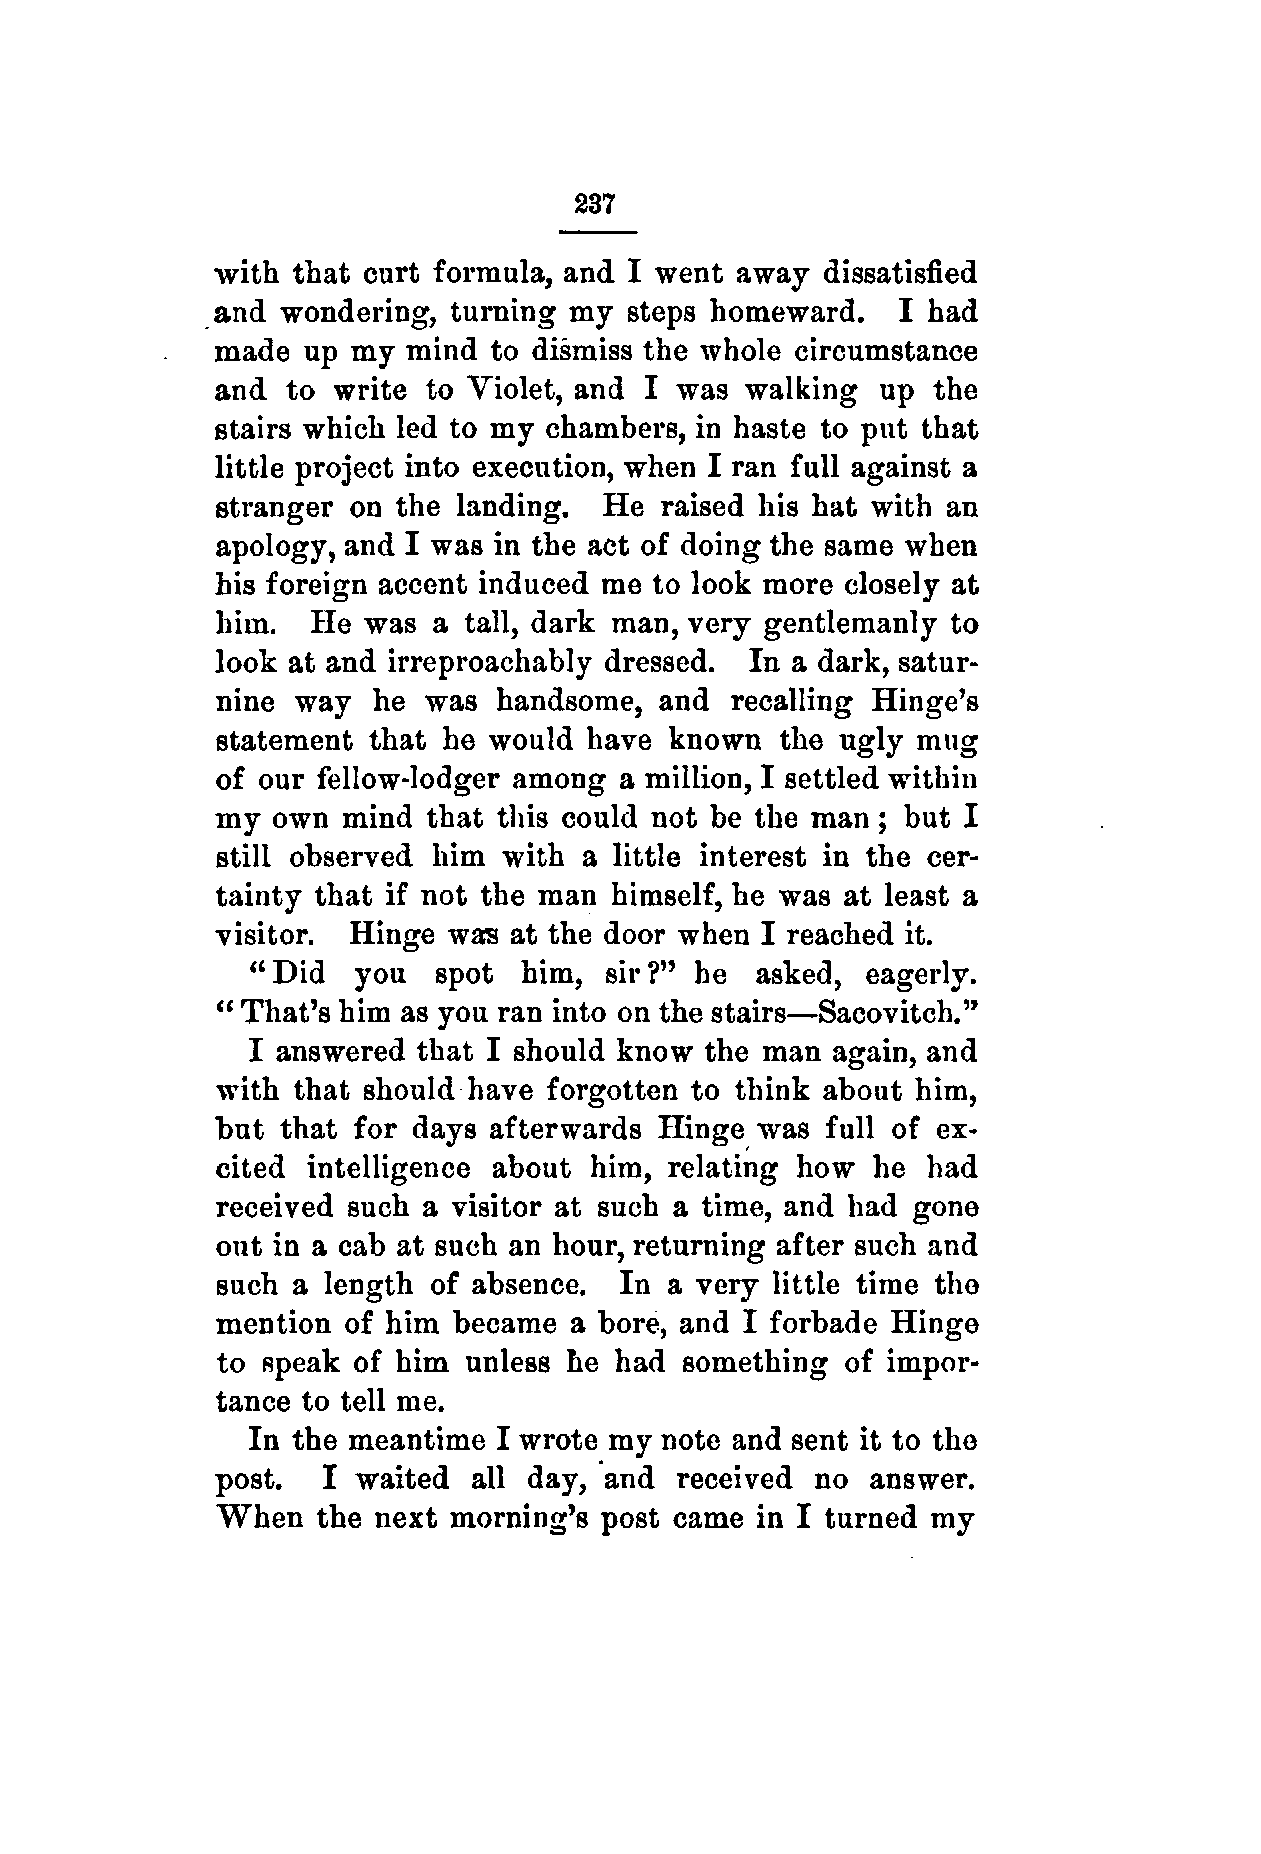 237
with that curt formula, and I went away dissatisfied
and wondering, turning my steps homeward. I had
made up my mind to dismiss the whole circumstance
and to write to Violet, and I was walking up the
stairs which led to my chambers, in haste to put that
little project into execution, when I ran full against a
stranger on the landing. He raised his hat with an
apology, and I was in the act of doing the same when
his foreign accent induced me to look more closely at
him. He was a tall, dark man, very gentlemanly to
look at and irreproachably dressed. In a dark, satur-
nine way he was handsome, and recalling Hinge's
statement that he would have known the ugly mug
of our fellow-lodger among a million, I settled within
my own mind that this could not be the man; but I
still observed him with a little interest in the cer-
tainty that if not the man himself, he was at least a
visitor. Hinge was at the door when I reached it.
"Did you spot him, sir?" he asked, eagerly.
"That's him as you ran into on the stairs—Sacovitch."
I answered that I should know the man again, and
with that should have forgotten to think about him,
but that for days afterwards Hinge was full of ex-
cited intelligence about him, relating how he had
received such a visitor at such a time, and had gone
out in a cab at such an hour, returning after such and
such a length of absence. In a very little time the
mention of him became a bore, and I forbade Hinge
to speak of him unless he had something of impor-
tance to tell me.
In the meantime I wrote my note and sent it to the
post. I waited all day, and received no answer.
When the next morning's post came in I turned my